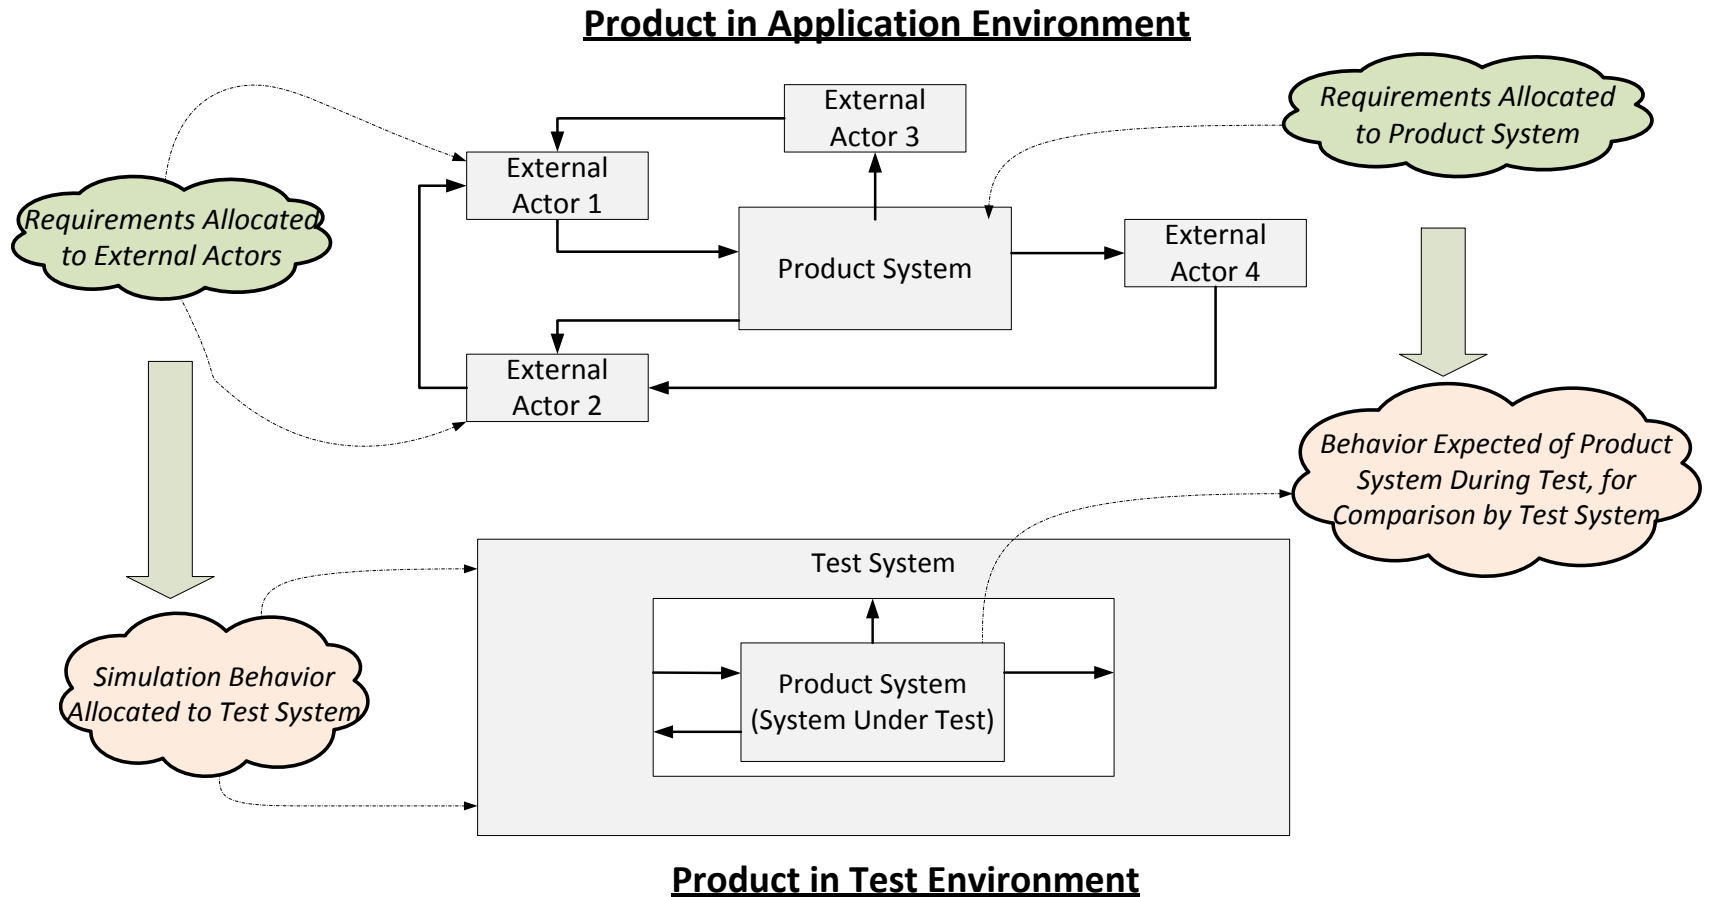 Product in Application Environment
External
Actor 3
Requirements Allocated
to Product System
External
Actor 1
Requirements Allocated
to External Actors
Product System
External
Actor 4
External
Actor 2
Behavior Expected of Product
System During Test, for
Comparison by Test System
Test System
Simulation Behavior
Allocated to Test System
Product System
(System Under Test)
Product in Test Environment